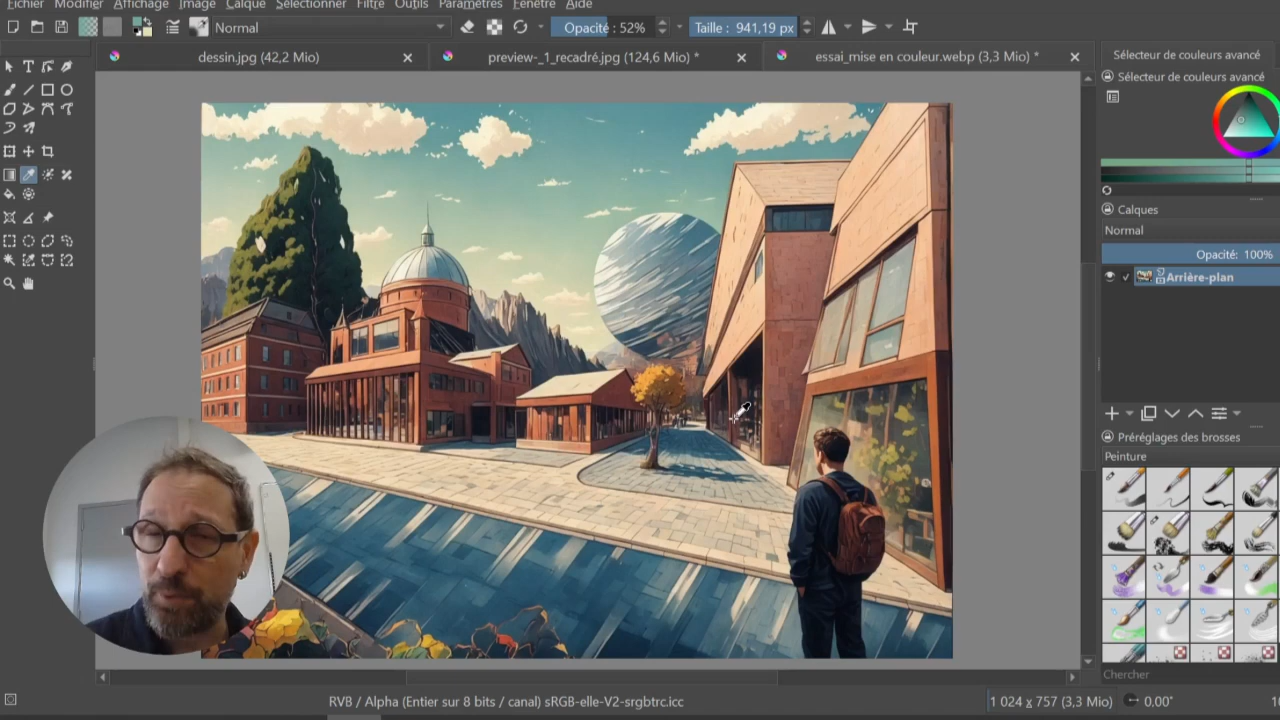 Fichier Modifier Affichage Image Calque Sélectionner Filtre Outils Paramètres Fenêtre Aide
Normal
Opacité : 52%
Taille : 941,19 px
dessin.jpg (42,2 Mio)
preview-_1_recadré.jpg (124,6 Mio) *
essai_mise en couleur.webp (3,3 Mio) *
Sélecteur de couleurs avancé
Sélecteur de couleurs avancé
Calques
Normal
Opacité: 100%
Arrière-plan
Préréglages des brosses
Peinture
Chercher
RVB / Alpha (Entier sur 8 bits / canal) sRGB-elle-V2-srgbtrc.icc
1 024 x 757 (3,3 Mio)
0.00°